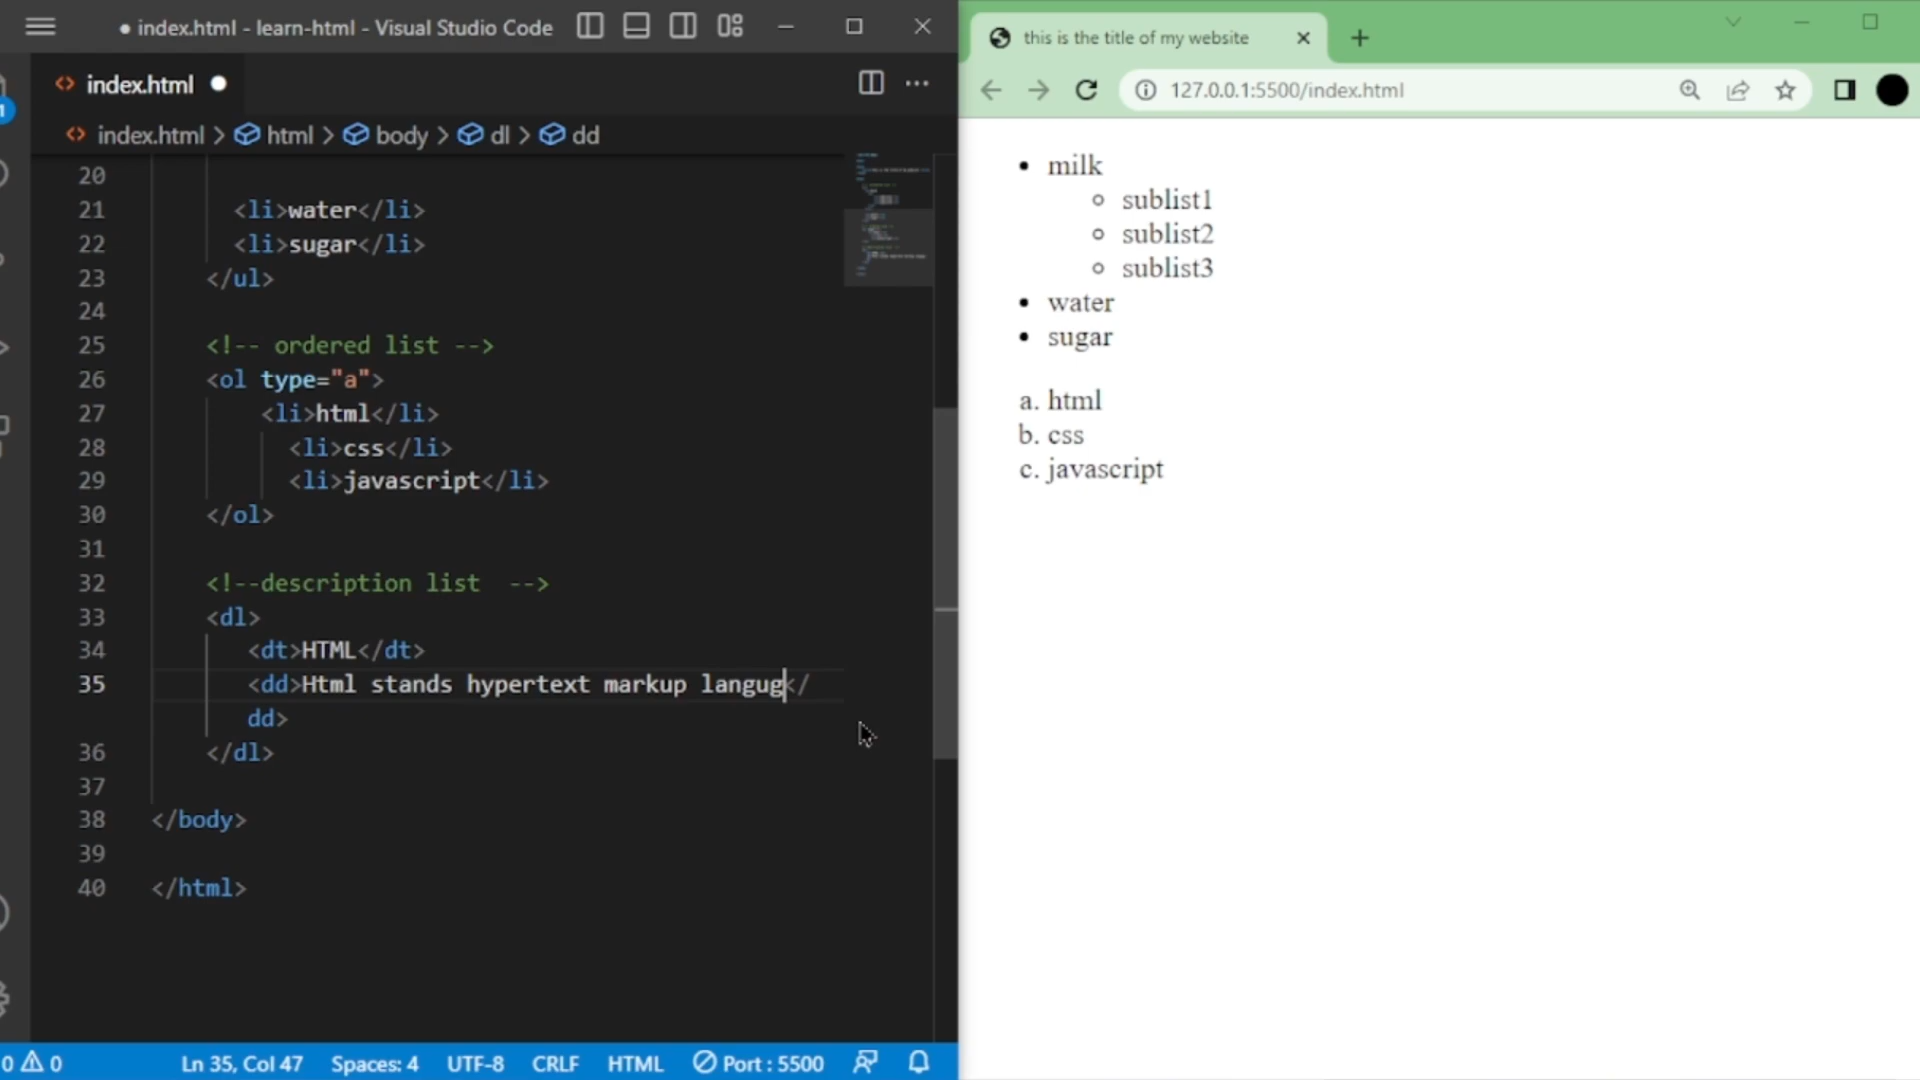 index.html - learn-html - Visual Studio Code
index.html
index.html > html > body > dl > dd
20
21 <li>water</li>
22 <li>sugar</li>
23 </ul>
24
25 <!-- ordered list -->
26 <ol type="a">
27 <li>html</li>
28 <li>css</li>
29 <li>javascript</li>
30 </ol>
31
32 <!--description list  -->
33 <dl>
34 <dt>HTML</dt>
35 <dd>Html stands hypertext markup langug</
dd>
36 </dl>
37
38 </body>
39
40 </html>
1
0 0 Ln 35, Col 47 Spaces: 4 UTF-8 CRLF HTML Port : 5500
this is the title of my website
127.0.0.1:5500/index.html
• milk
◦ sublist1
◦ sublist2
◦ sublist3
• water
• sugar
a. html
b. css
c. javascript